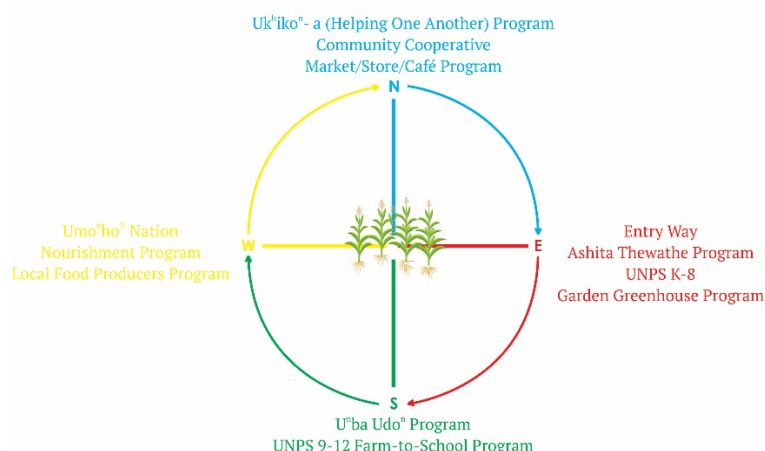 Ukʰikoⁿ- a (Helping One Another) Program
Community Cooperative
Market/Store/Café Program
N
Umoⁿhoᴺ Nation
Nourishment Program
Local Food Producers Program
W
E
Entry Way
Ashita Thewathe Program
UNPS K-8
Garden Greenhouse Program
S
Uⁿba Udoⁿ Program
UNPS 9-12 Farm-to-School Program